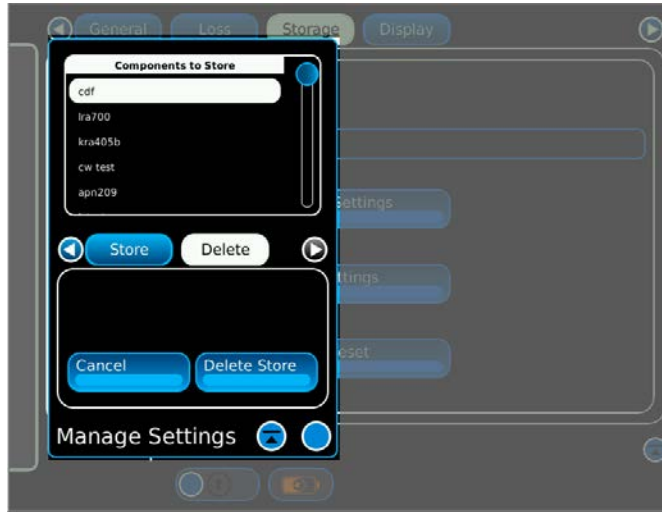 General Loss Storage Display
Components to Store
cdf
lra700
kra405b
cw test
apn209
Settings
Store Delete
ttings
eset
Cancel Delete Store
Manage Settings